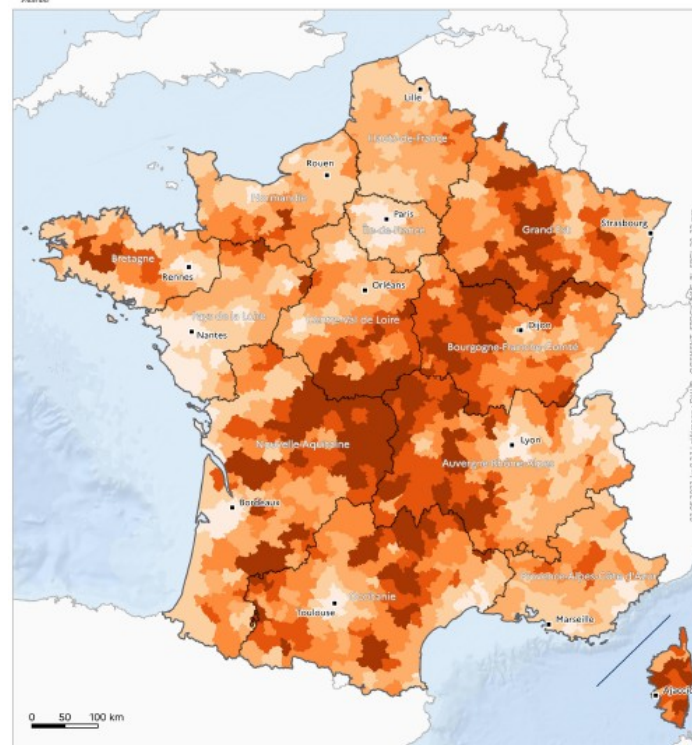 Lille
Hauts-de-France
Rouen
Normandie
Paris
Île-de-France
Grand Est
Strasbourg
Bretagne
Rennes
Orléans
Pays de la Loire
Centre-Val de Loire
Nantes
Dijon
Bourgogne-Franche-Comté
Nouvelle-Aquitaine
Lyon
Auvergne-Rhône-Alpes
Bordeaux
Provence-Alpes-Côte d'Azur
Occitanie
Toulouse
Marseille
Ajaccio
0 50 100 km